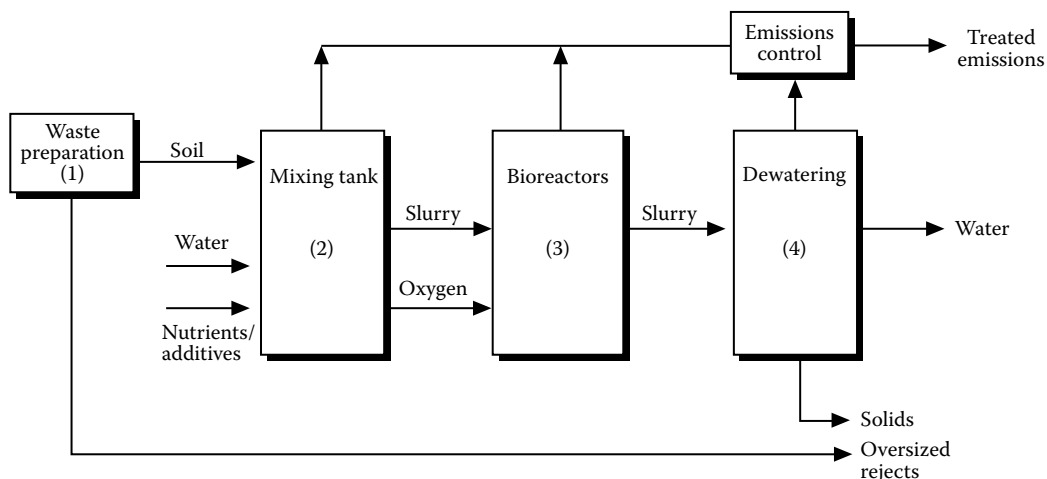 Emissions
control
Treated
emissions
Waste
preparation
(1)
Soil
Mixing tank
(2)
Water
Nutrients/
additives
Slurry
Oxygen
Bioreactors
(3)
Slurry
Dewatering
(4)
Water
Solids
Oversized
rejects